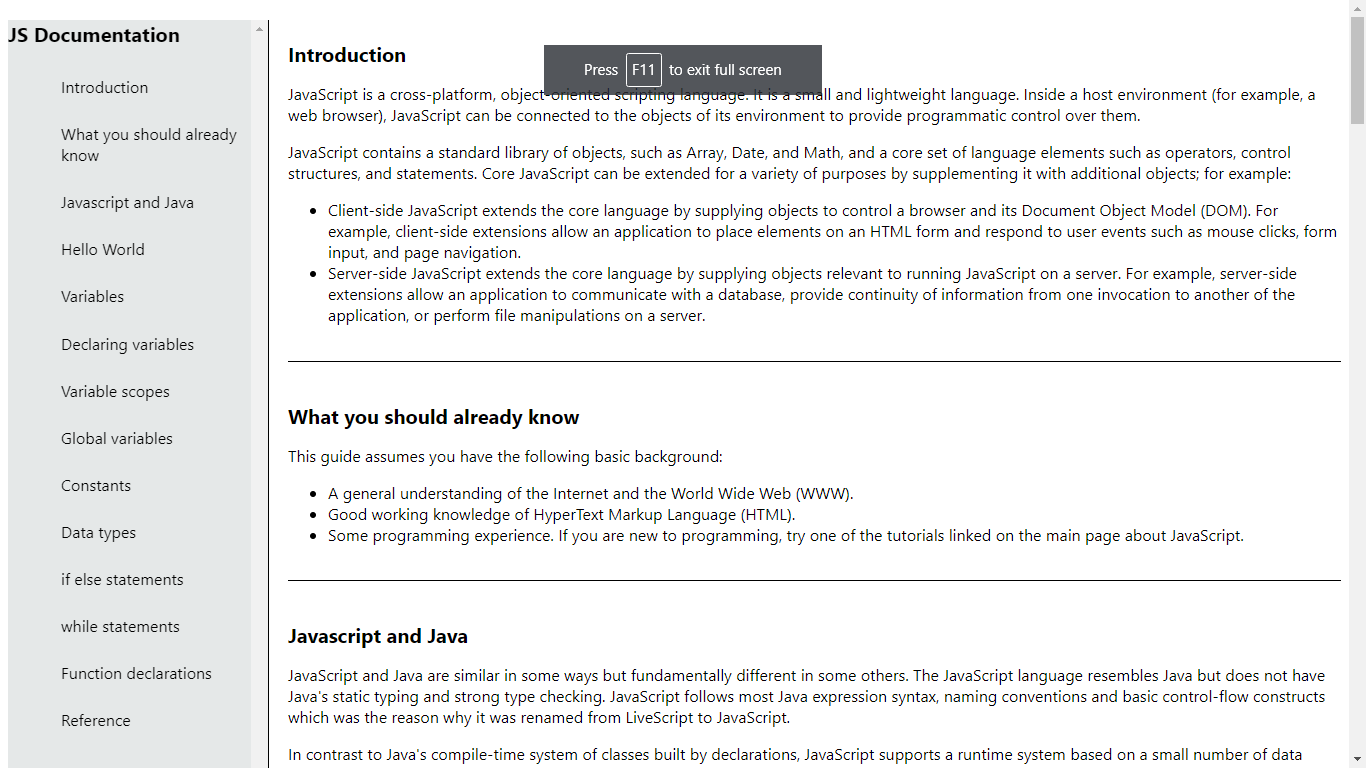 JS Documentation
Introduction
What you should already
know
Javascript and Java
Hello World
Variables
Declaring variables
Variable scopes
Global variables
Constants
Data types
if else statements
while statements
Function declarations
Reference
Press F11 to exit full screen
Introduction
JavaScript is a cross-platform, object-oriented scripting language. It is a small and lightweight language. Inside a host environment (for example, a
web browser), JavaScript can be connected to the objects of its environment to provide programmatic control over them.
JavaScript contains a standard library of objects, such as Array, Date, and Math, and a core set of language elements such as operators, control
structures, and statements. Core JavaScript can be extended for a variety of purposes by supplementing it with additional objects; for example:
• Client-side JavaScript extends the core language by supplying objects to control a browser and its Document Object Model (DOM). For
example, client-side extensions allow an application to place elements on an HTML form and respond to user events such as mouse clicks, form
input, and page navigation.
• Server-side JavaScript extends the core language by supplying objects relevant to running JavaScript on a server. For example, server-side
extensions allow an application to communicate with a database, provide continuity of information from one invocation to another of the
application, or perform file manipulations on a server.
What you should already know
This guide assumes you have the following basic background:
• A general understanding of the Internet and the World Wide Web (WWW).
• Good working knowledge of HyperText Markup Language (HTML).
• Some programming experience. If you are new to programming, try one of the tutorials linked on the main page about JavaScript.
Javascript and Java
JavaScript and Java are similar in some ways but fundamentally different in some others. The JavaScript language resembles Java but does not have
Java's static typing and strong type checking. JavaScript follows most Java expression syntax, naming conventions and basic control-flow constructs
which was the reason why it was renamed from LiveScript to JavaScript.
In contrast to Java's compile-time system of classes built by declarations, JavaScript supports a runtime system based on a small number of data